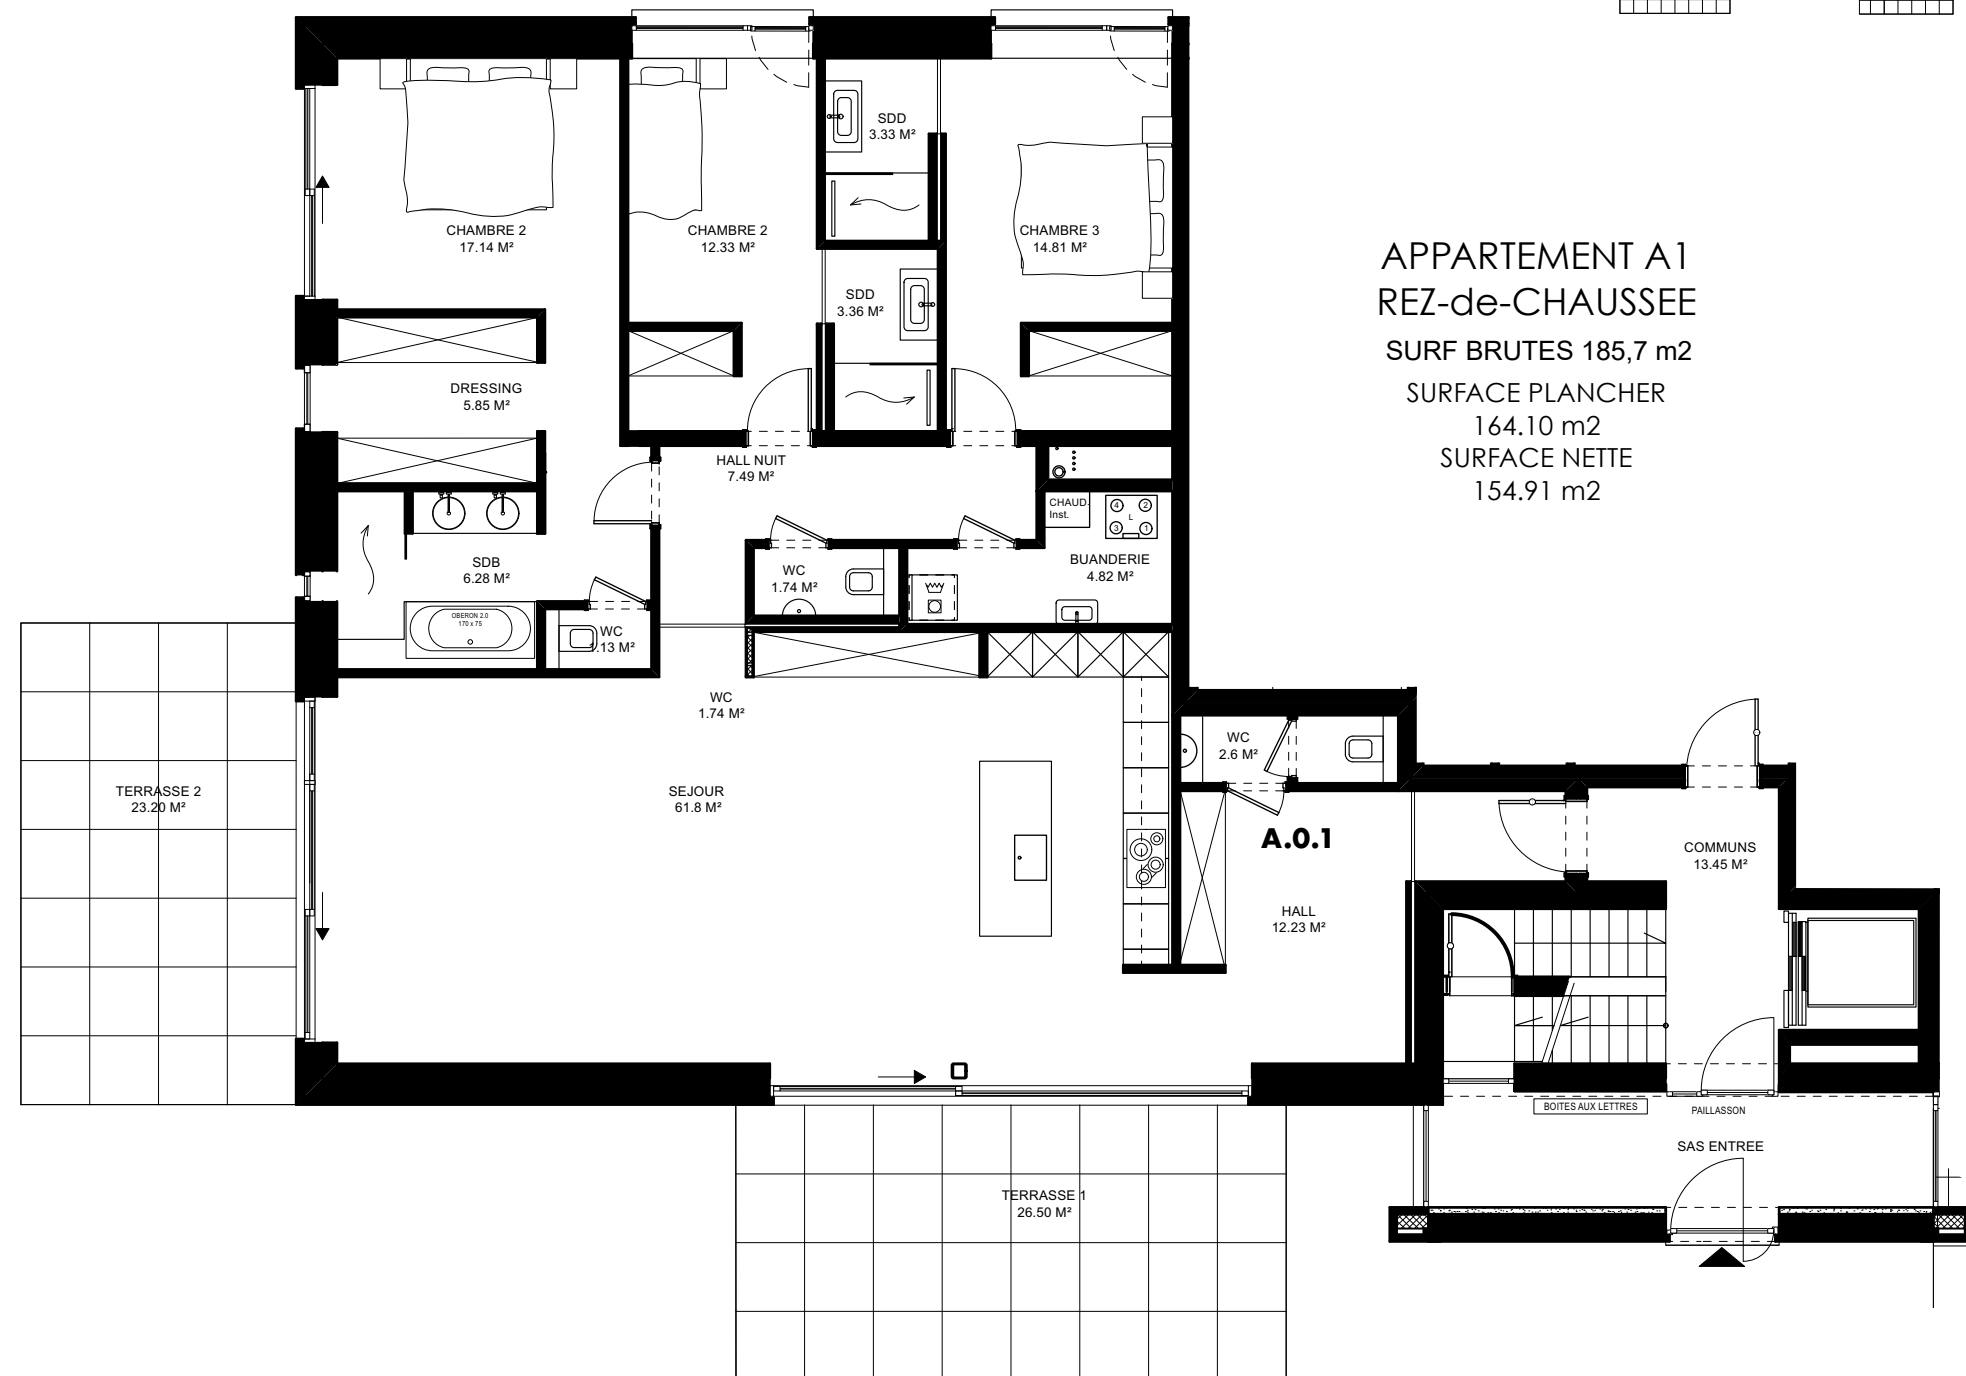 SDD
3.33 M²
CHAMBRE 2
17.14 M²
CHAMBRE 2
12.33 M²
CHAMBRE 3
14.81 M²
APPARTEMENT A1
REZ-de-CHAUSSEE
SURF BRUTES 185,7 m2
SURFACE PLANCHER
164.10 m2
SURFACE NETTE
154.91 m2
SDD
3.36 M²
DRESSING
5.85 M²
HALL NUIT
7.49 M²
CHAUD.
Inst.
4
2
L
3
1
SDB
6.28 M²
WC
1.74 M²
BUANDERIE
4.82 M²
OBERON 2.0
170 x 75
WC
1.13 M²
WC
1.74 M²
WC
2.6 M²
TERRASSE 2
23.20 M²
SEJOUR
61.8 M²
A.0.1
COMMUNS
13.45 M²
HALL
12.23 M²
BOITES AUX LETTRES
PAILLASSON
SAS ENTREE
TERRASSE 1
26.50 M²